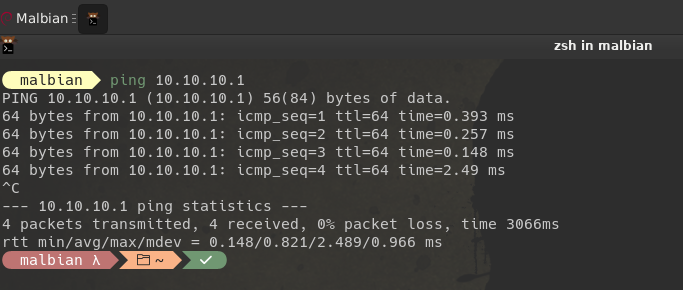 Malbian
zsh in malbian
malbian ping 10.10.10.1
PING 10.10.10.1 (10.10.10.1) 56(84) bytes of data.
64 bytes from 10.10.10.1: icmp_seq=1 ttl=64 time=0.393 ms
64 bytes from 10.10.10.1: icmp_seq=2 ttl=64 time=0.257 ms
64 bytes from 10.10.10.1: icmp_seq=3 ttl=64 time=0.148 ms
64 bytes from 10.10.10.1: icmp_seq=4 ttl=64 time=2.49 ms
^C
--- 10.10.10.1 ping statistics ---
4 packets transmitted, 4 received, 0% packet loss, time 3066ms
rtt min/avg/max/mdev = 0.148/0.821/2.489/0.966 ms
malbian λ ~ ✓